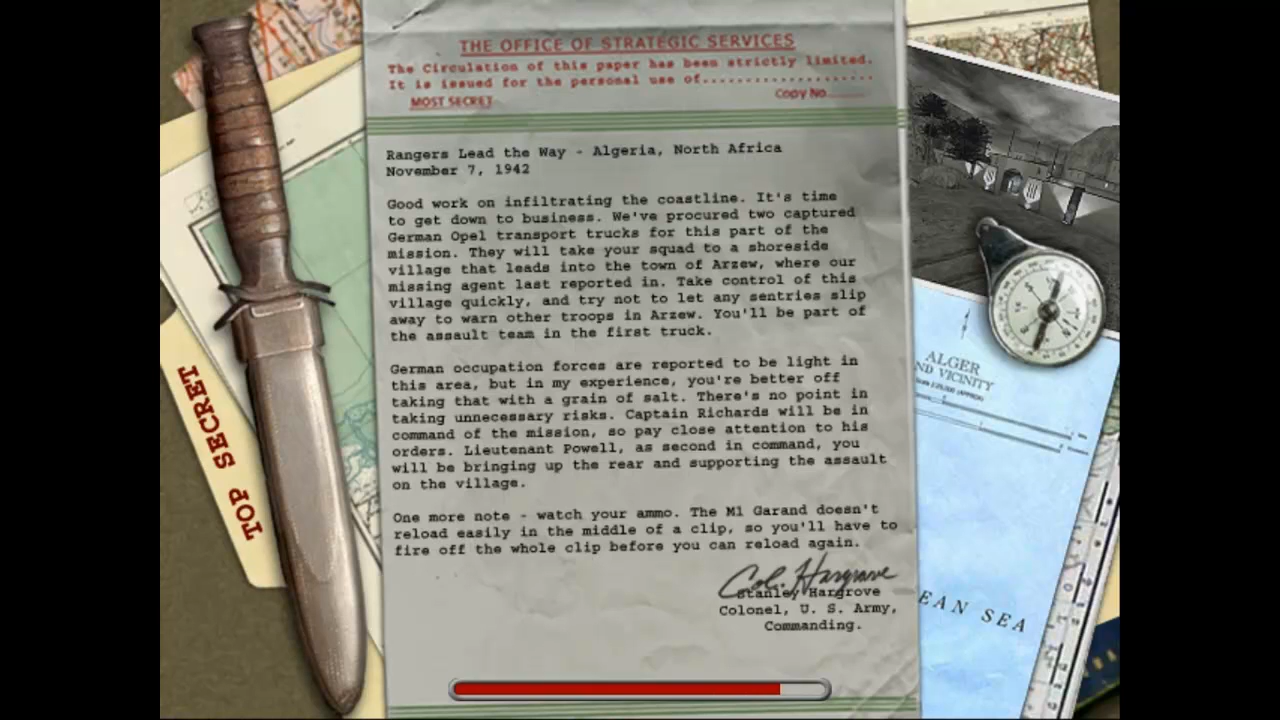 THE OFFICE OF STRATEGIC SERVICES
The Circulation of this paper has been strictly limited.
It is issued for the personal use of.....................
MOST SECRET
Copy No.........
Rangers Lead the Way - Algeria, North Africa
November 7, 1942
Good work on infiltrating the coastline. It's time
to get down to business. We've procured two captured
German Opel transport trucks for this part of the
mission. They will take your squad to a shoreside
village that leads into the town of Arzew, where our
missing agent last reported in. Take control of this
village quickly, and try not to let any sentries slip
away to warn other troops in Arzew. You'll be part of
the assault team in the first truck.
German occupation forces are reported to be light in
this area, but in my experience, you're better off
taking that with a grain of salt. There's no point in
taking unnecessary risks. Captain Richards will be in
command of the mission, so pay close attention to his
orders. Lieutenant Powell, as second in command, you
will be bringing up the rear and supporting the assault
on the village.
One more note - watch your ammo. The M1 Garand doesn't
reload easily in the middle of a clip, so you'll have to
fire off the whole clip before you can reload again.
Col. Hargrove
Stanley Hargrove
Colonel, U. S. Army,
Commanding.
TOP SECRET
ALGER
ND VICINITY
EAN SEA